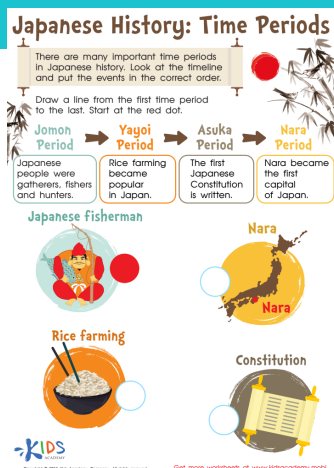 Japanese History: Time Periods
There are many important time periods
in Japanese history. Look at the timeline
and put the events in the correct order.
Draw a line from the first time period
to the last. Start at the red dot.
Jomon
Period
Yayoi
Period
Asuka
Period
Nara
Period
Japanese
people were
gatherers, fishers
and hunters.
Rice farming
became
popular
in Japan.
The first
Japanese
Constitution
is written.
Nara became
the first
capital
of Japan.
Japanese fisherman
Nara
Nara
Rice farming
Constitution
KIDS
ACADEMY
Get more worksheets at www.kidsacademy.mobi